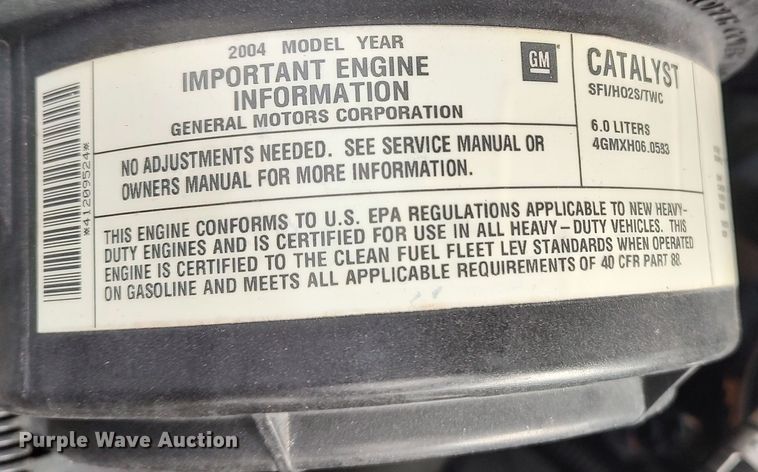 2004 MODEL YEAR
IMPORTANT ENGINE
INFORMATION
GENERAL MOTORS CORPORATION
GM
CATALYST
SFI/HO2S/TWC
6.0 LITERS
4GMXH06.0583
NO ADJUSTMENTS NEEDED. SEE SERVICE MANUAL OR
OWNERS MANUAL FOR MORE INFORMATION.
THIS ENGINE CONFORMS TO U.S. EPA REGULATIONS APPLICABLE TO NEW HEAVY-
DUTY ENGINES AND IS CERTIFIED FOR USE IN ALL HEAVY-DUTY VEHICLES. THIS
ENGINE IS CERTIFIED TO THE CLEAN FUEL FLEET LEV STANDARDS WHEN OPERATED
ON GASOLINE AND MEETS ALL APPLICABLE REQUIREMENTS OF 40 CFR PART 88.
*41209524*
Purple Wave Auction